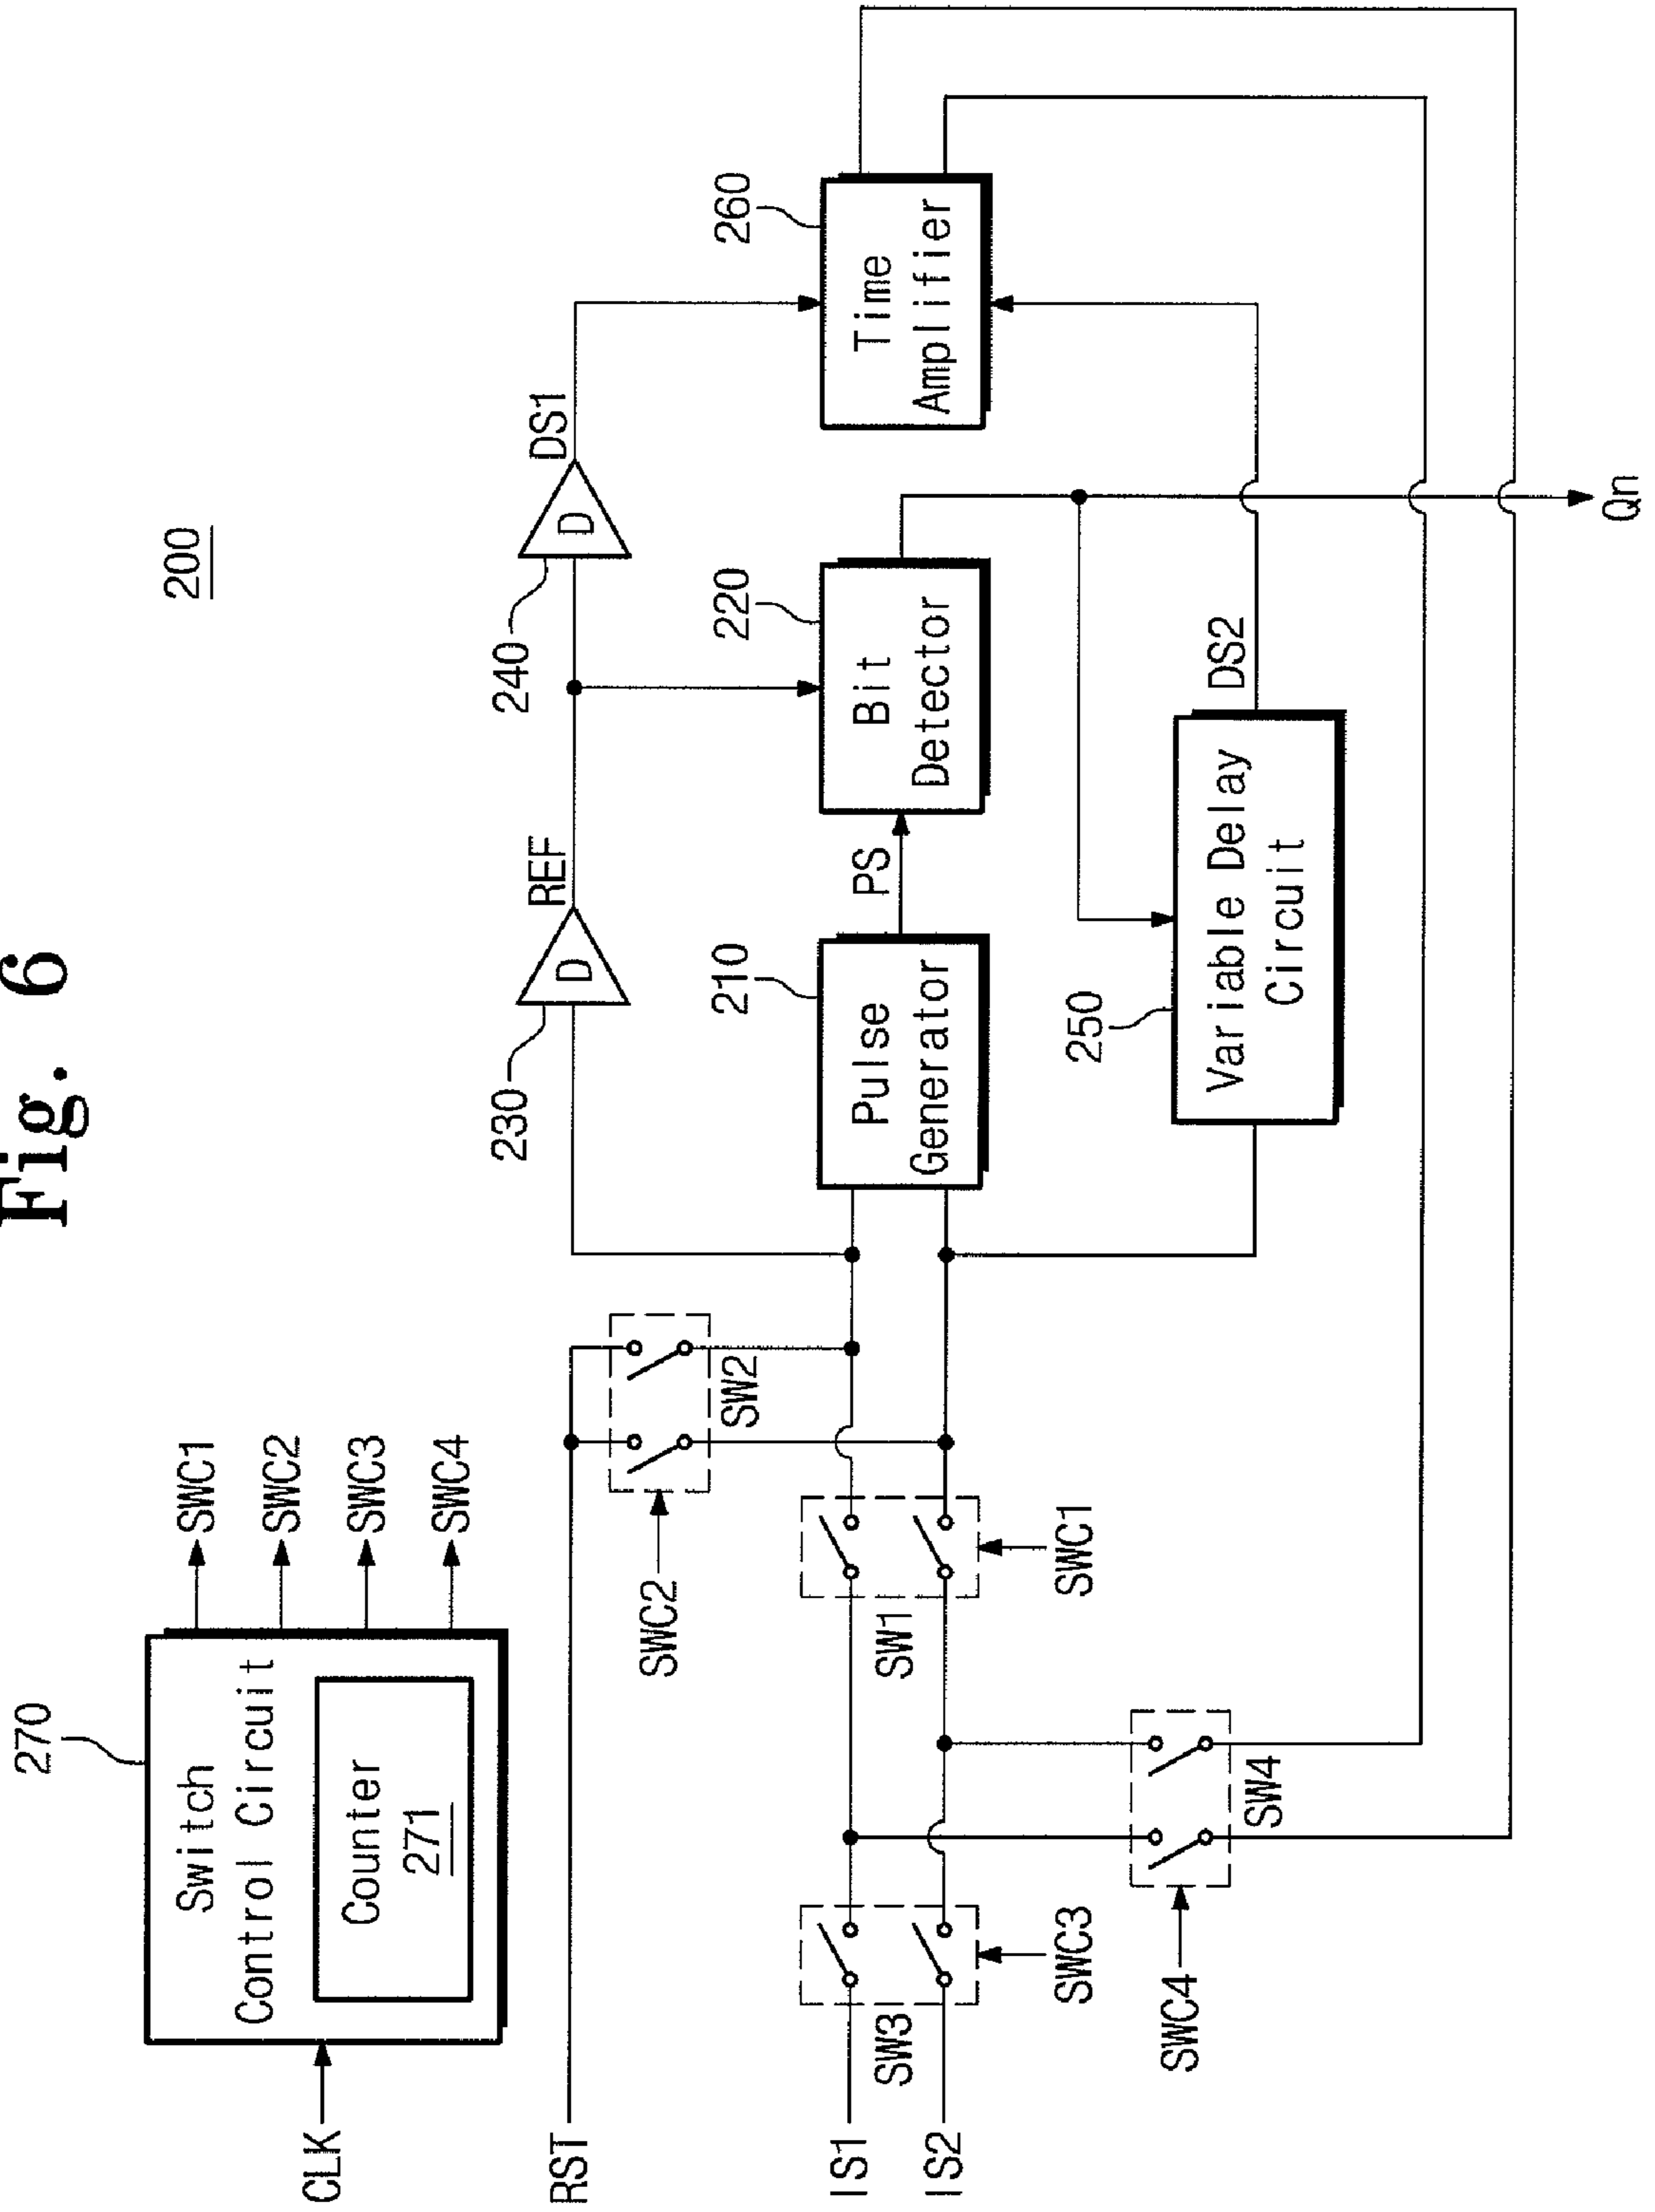 Fig. 6
200
270
Switch
Control Circuit
Counter
271
CLK
SWC1
SWC2
SWC3
SWC4
RST
SWC2
SW2
230
D
REF
240
D
DS1
IS1
IS2
SW3
SWC3
SW1
SWC1
210
Pulse
Generator
PS
220
Bit
Detector
260
Time
Amplifier
SWC4
SW4
250
Variable Delay
Circuit
DS2
Qn